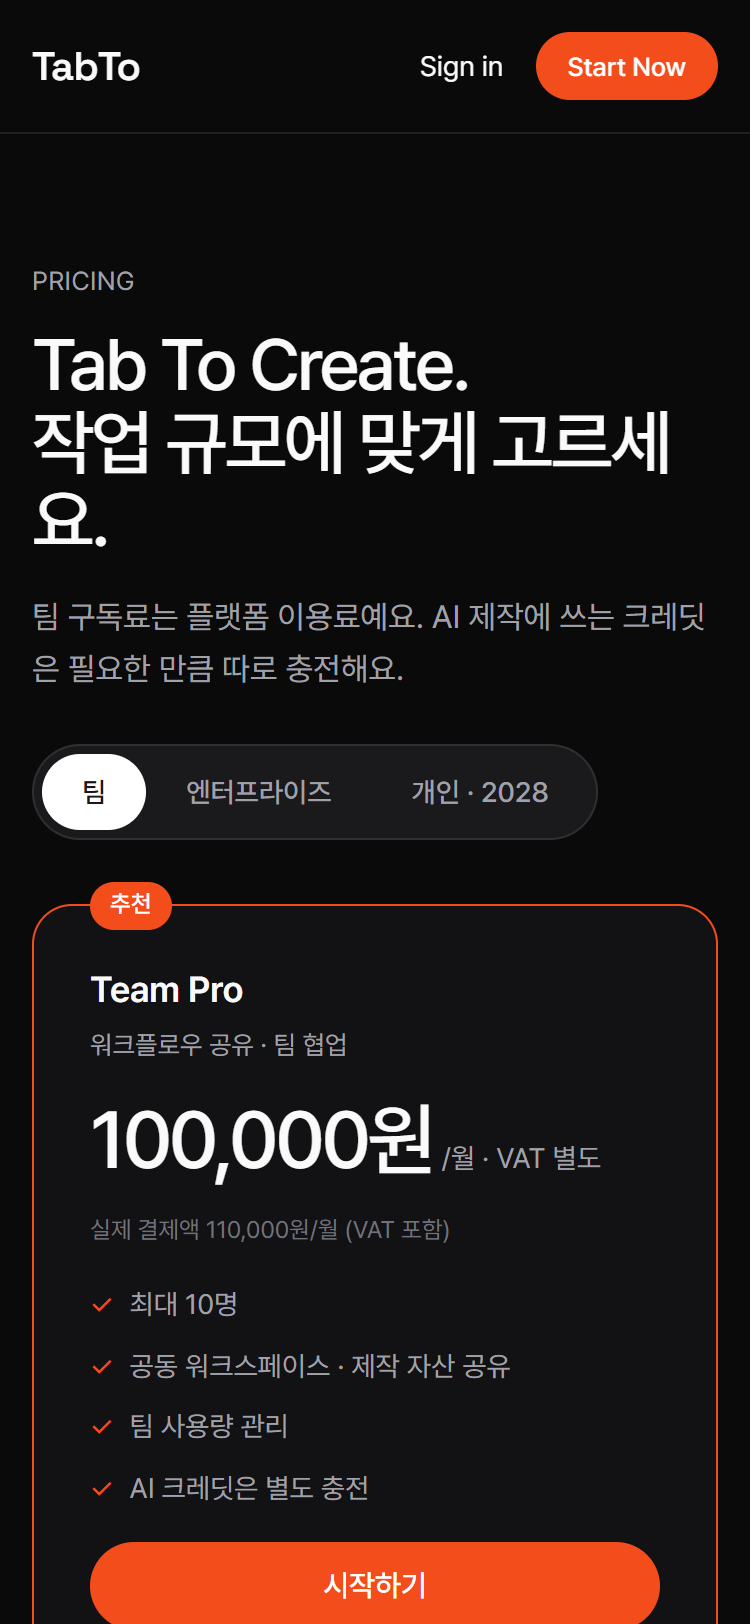 TabTo
Sign in
Start Now
PRICING
Tab To Create.
작업 규모에 맞게 고르세
요.
팀 구독료는 플랫폼 이용료예요. AI 제작에 쓰는 크레딧
은 필요한 만큼 따로 충전해요.
팀
엔터프라이즈
개인 · 2028
추천
Team Pro
워크플로우 공유 · 팀 협업
100,000원 /월 · VAT 별도
실제 결제액 110,000원/월 (VAT 포함)
✓ 최대 10명
✓ 공동 워크스페이스 · 제작 자산 공유
✓ 팀 사용량 관리
✓ AI 크레딧은 별도 충전
시작하기